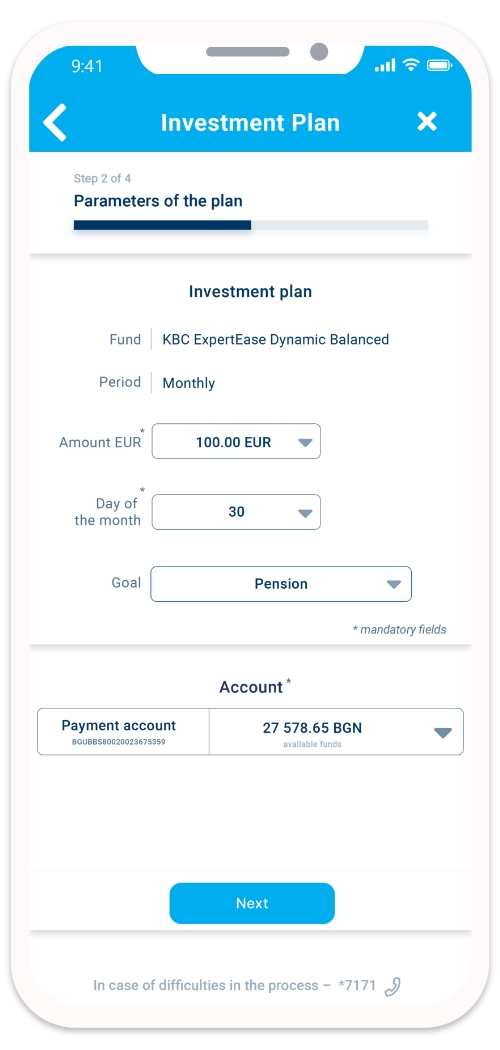 9:41
Investment Plan
Step 2 of 4
Parameters of the plan
Investment plan
Fund KBC ExpertEase Dynamic Balanced
Period Monthly
Amount EUR * 100.00 EUR
Day of
the month * 30
Goal Pension
* mandatory fields
Account *
Payment account 27 578.65 BGN
BGUBBS80020023675359 available funds
Next
In case of difficulties in the process – *7171